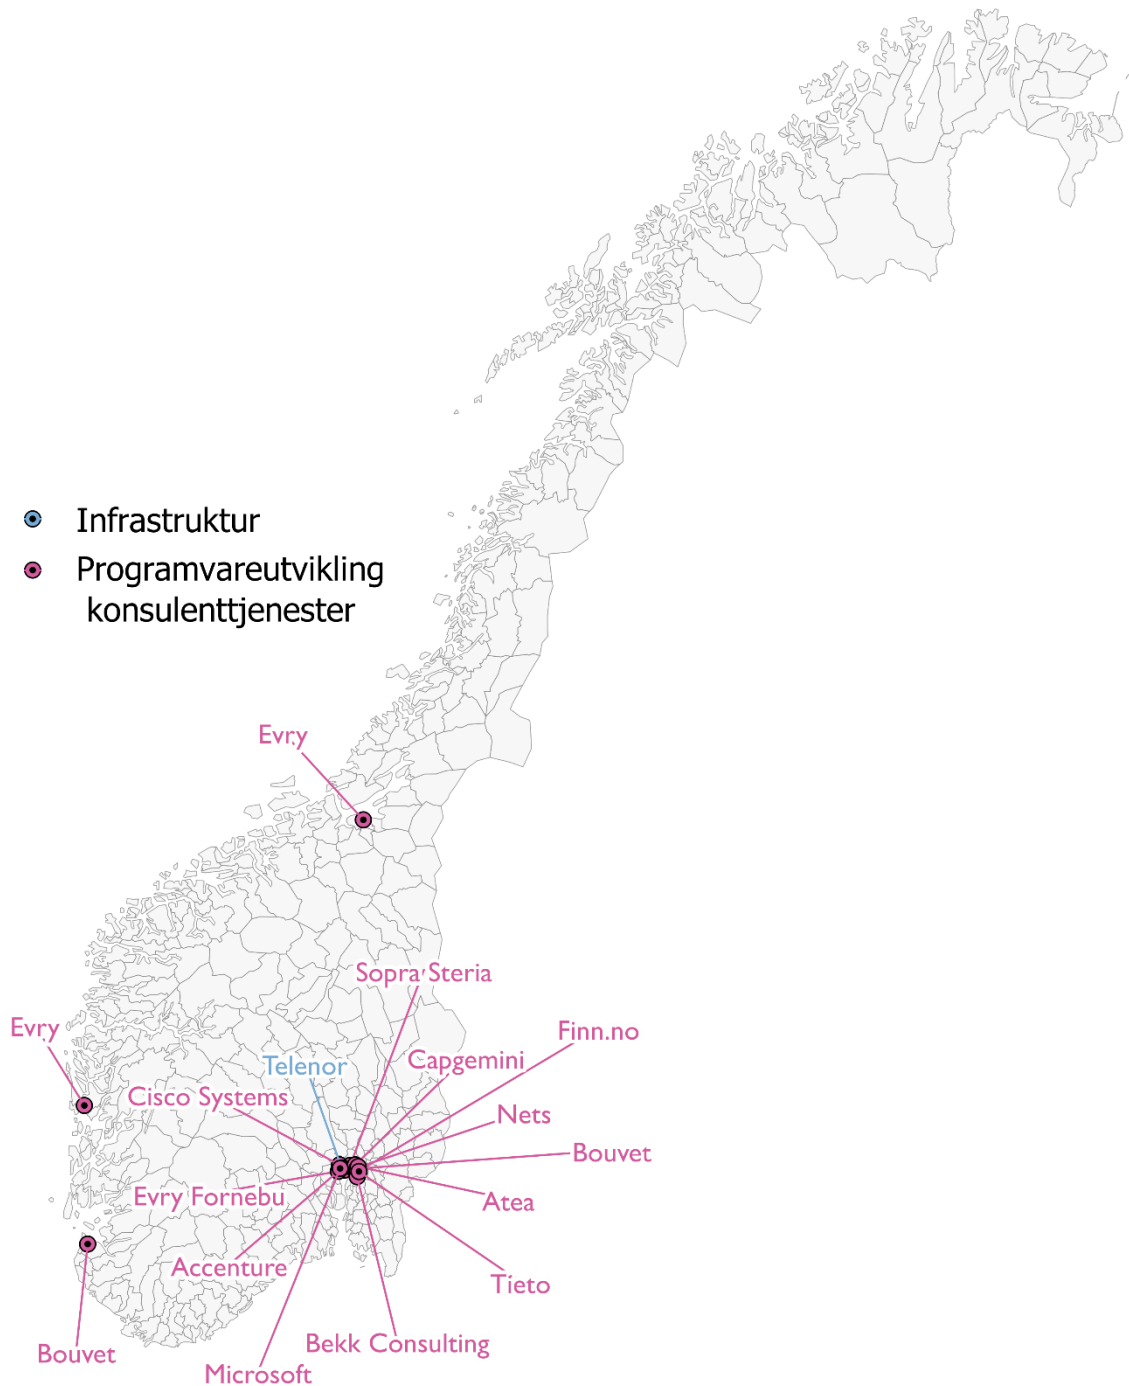 Infrastruktur
Programvareutvikling
konsulenttjenester
Evry
Sopra Steria
Evry
Finn.no
Telenor
Capgemini
Cisco Systems
Nets
Bouvet
Evry Fornebu
Atea
Accenture
Tieto
Bekk Consulting
Bouvet
Microsoft